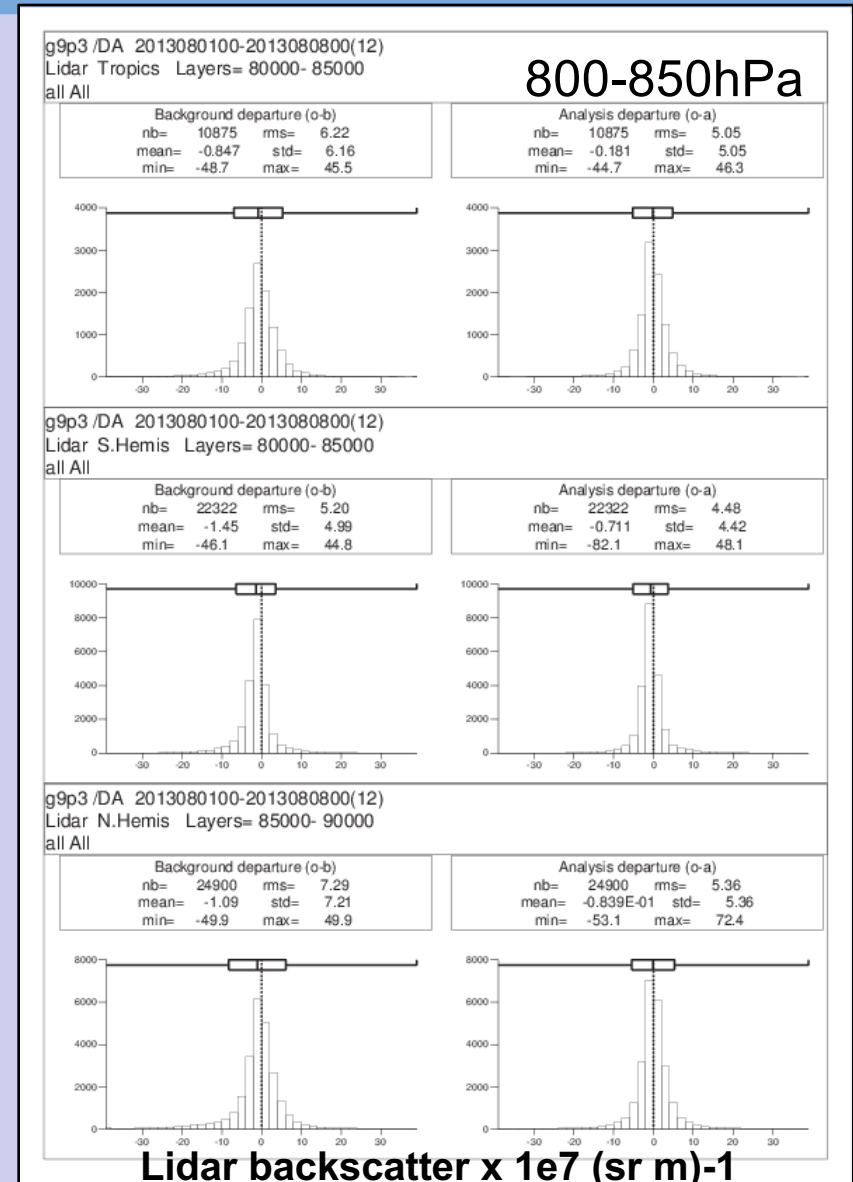 g9p3 /DA 2013080100-2013080800(12)
Lidar Tropics Layers= 80000- 85000
all All
800-850hPa
Background departure (o-b)
nb= 10875 rms= 6.22
mean= -0.847 std= 6.16
min= -48.7 max= 45.5
Analysis departure (o-a)
nb= 10875 rms= 5.05
mean= -0.181 std= 5.05
min= -44.7 max= 46.3
4000
3000
2000
1000
0
-30 -20 -10 0 10 20 30
4000
3000
2000
1000
0
-30 -20 -10 0 10 20 30
g9p3 /DA 2013080100-2013080800(12)
Lidar S.Hemis Layers= 80000- 85000
all All
Background departure (o-b)
nb= 22322 rms= 5.20
mean= -1.45 std= 4.99
min= -46.1 max= 44.8
Analysis departure (o-a)
nb= 22322 rms= 4.48
mean= -0.711 std= 4.42
min= -82.1 max= 48.1
10000
8000
6000
4000
2000
0
-30 -20 -10 0 10 20 30
10000
8000
6000
4000
2000
0
-30 -20 -10 0 10 20 30
g9p3 /DA 2013080100-2013080800(12)
Lidar N.Hemis Layers= 85000- 90000
all All
Background departure (o-b)
nb= 24900 rms= 7.29
mean= -1.09 std= 7.21
min= -49.9 max= 49.9
Analysis departure (o-a)
nb= 24900 rms= 5.36
mean= -0.839E-01 std= 5.36
min= -53.1 max= 72.4
8000
6000
4000
2000
0
-30 -20 -10 0 10 20 30
8000
6000
4000
2000
0
-30 -20 -10 0 10 20 30
Lidar backscatter x 1e7 (sr m)-1